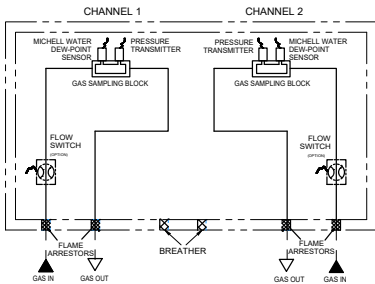 CHANNEL 1
CHANNEL 2
MICHELL WATER
DEW-POINT
SENSOR
PRESSURE
TRANSMITTER
PRESSURE
TRANSMITTER
MICHELL WATER
DEW-POINT
SENSOR
GAS SAMPLING BLOCK
GAS SAMPLING BLOCK
FLOW
SWITCH
(OPTION)
FLOW
SWITCH
(OPTION)
FLAME
ARRESTORS
BREATHER
FLAME
ARRESTORS
GAS IN
GAS OUT
GAS OUT
GAS IN